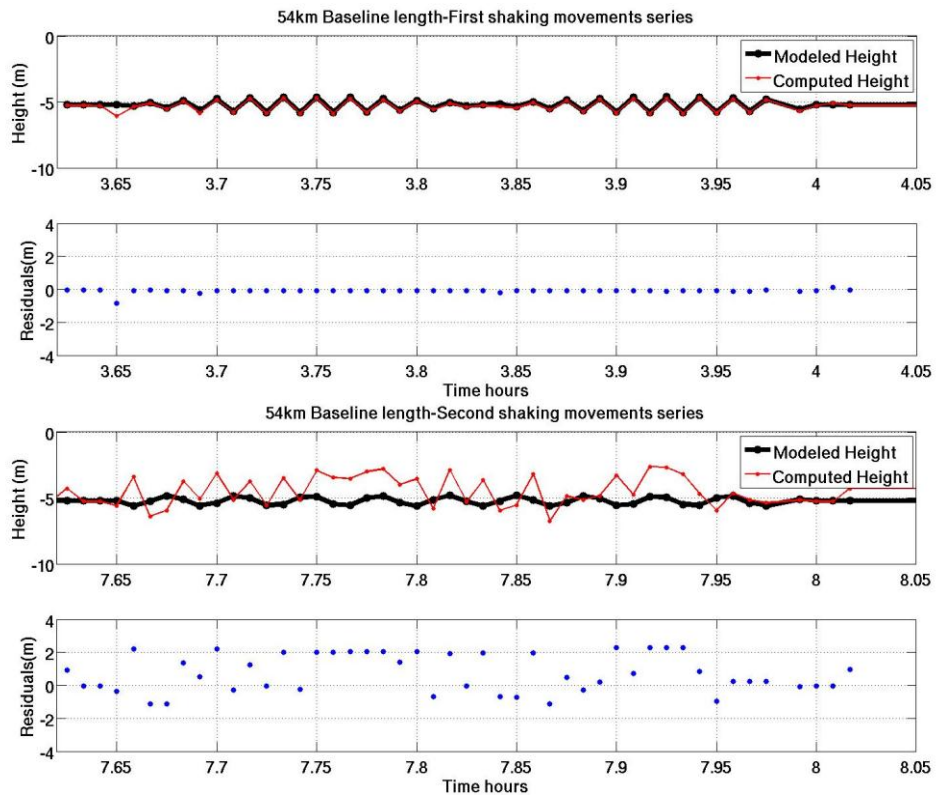 54km Baseline length-First shaking movements series
Height (m)
0
-5
-10
Modeled Height
Computed Height
3.65 3.7 3.75 3.8 3.85 3.9 3.95 4 4.05
Residuals(m)
4
2
0
-2
-4
3.65 3.7 3.75 3.8 3.85 3.9 3.95 4 4.05
Time hours
54km Baseline length-Second shaking movements series
Height (m)
0
-5
-10
Modeled Height
Computed Height
7.65 7.7 7.75 7.8 7.85 7.9 7.95 8 8.05
Residuals(m)
4
2
0
-2
-4
7.65 7.7 7.75 7.8 7.85 7.9 7.95 8 8.05
Time hours